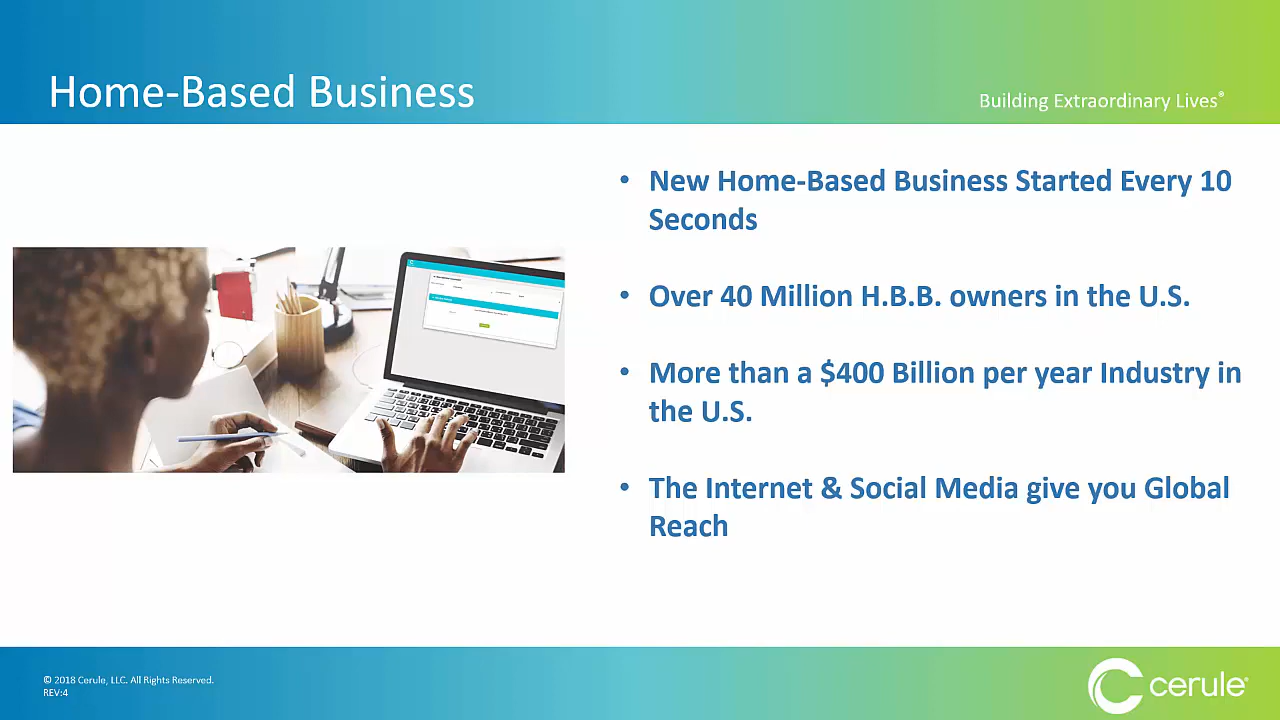 Home-Based Business
Building Extraordinary Lives®
• New Home-Based Business Started Every 10
Seconds
• Over 40 Million H.B.B. owners in the U.S.
• More than a $400 Billion per year Industry in
the U.S.
• The Internet & Social Media give you Global
Reach
© 2018 Cerule, LLC. All Rights Reserved.
REV:4
cerule®